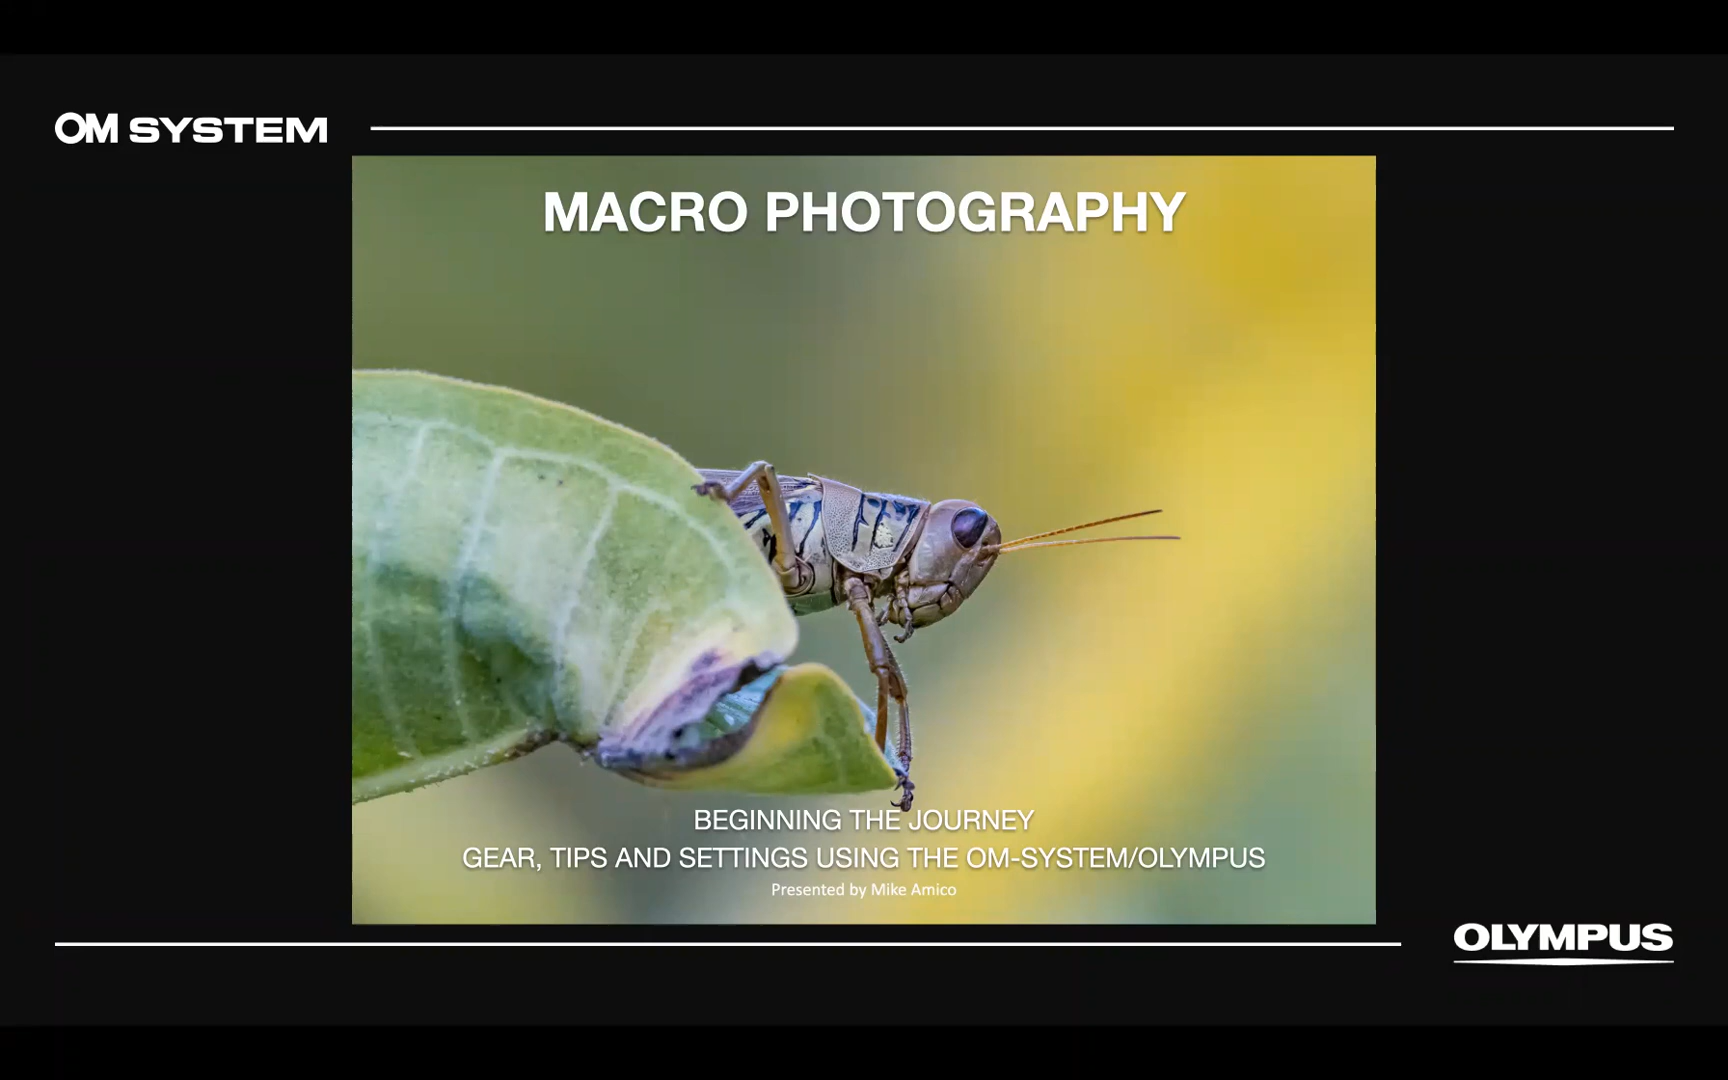 OM SYSTEM
MACRO PHOTOGRAPHY
BEGINNING THE JOURNEY
GEAR, TIPS AND SETTINGS USING THE OM-SYSTEM/OLYMPUS
Presented by Mike Amico
OLYMPUS